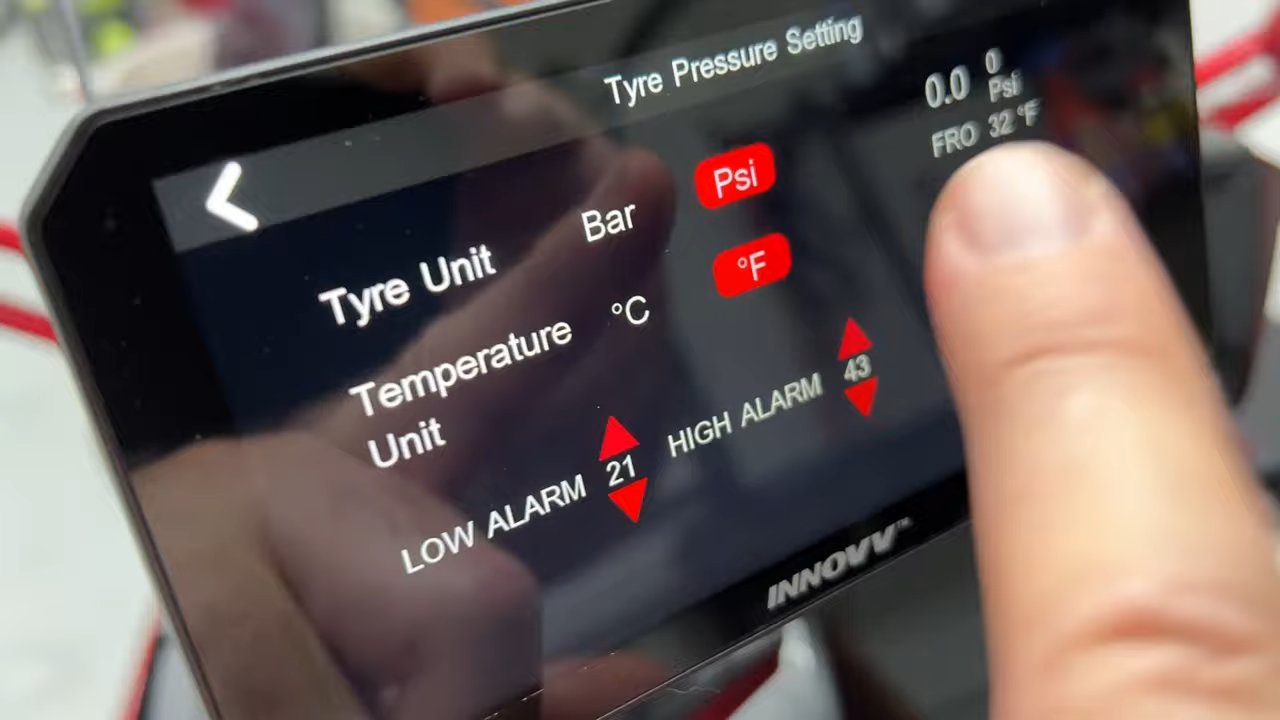 Tyre Pressure Setting
0
0.0 Psi
FRO 32 °F
Tyre Unit Bar Psi
Temperature Unit °C °F
LOW ALARM 21
HIGH ALARM 43
INNOVV™